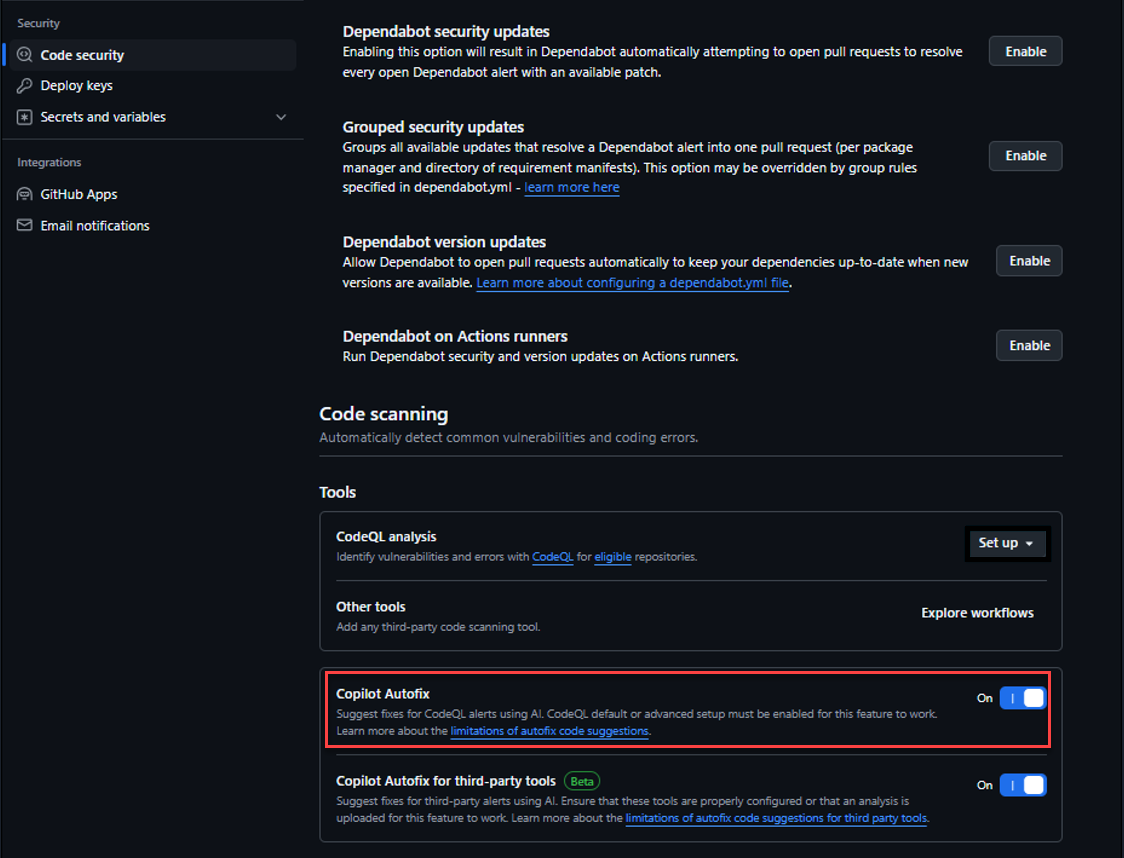 Security
Code security
Deploy keys
Secrets and variables
Integrations
GitHub Apps
Email notifications
Dependabot security updates
Enabling this option will result in Dependabot automatically attempting to open pull requests to resolve
every open Dependabot alert with an available patch.
Enable
Grouped security updates
Groups all available updates that resolve a Dependabot alert into one pull request (per package
manager and directory of requirement manifests). This option may be overridden by group rules
specified in dependabot.yml - learn more here
Enable
Dependabot version updates
Allow Dependabot to open pull requests automatically to keep your dependencies up-to-date when new
versions are available. Learn more about configuring a dependabot.yml file.
Enable
Dependabot on Actions runners
Run Dependabot security and version updates on Actions runners.
Enable
Code scanning
Automatically detect common vulnerabilities and coding errors.
Tools
CodeQL analysis
Identify vulnerabilities and errors with CodeQL for eligible repositories.
Set up
Other tools
Add any third-party code scanning tool.
Explore workflows
Copilot Autofix
Suggest fixes for CodeQL alerts using AI. CodeQL default or advanced setup must be enabled for this feature to work.
Learn more about the limitations of autofix code suggestions.
On
Copilot Autofix for third-party tools Beta
Suggest fixes for third-party alerts using AI. Ensure that these tools are properly configured or that an analysis is
uploaded for this feature to work. Learn more about the limitations of autofix code suggestions for third party tools.
On